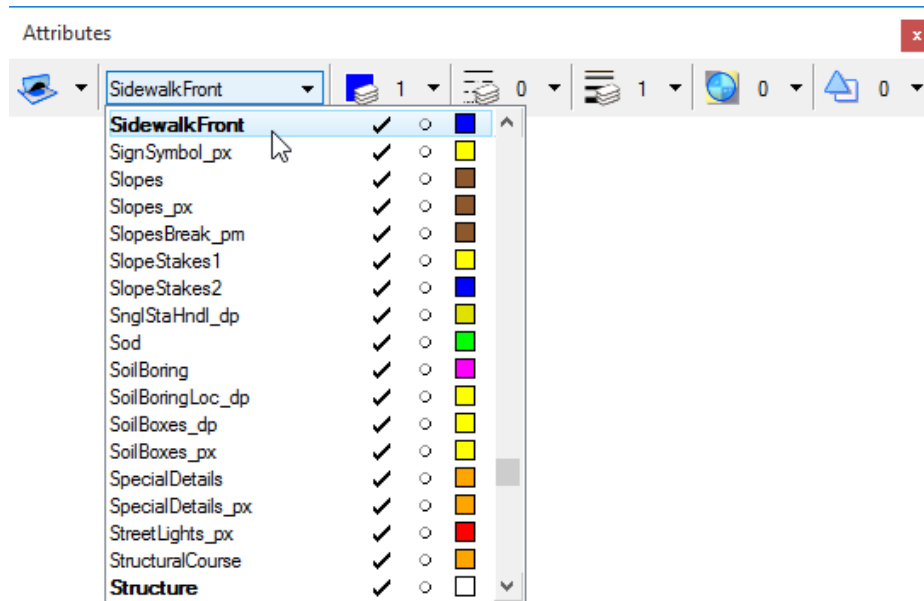 Attributes
x
SidewalkFront 1 0 1 0 0
SidewalkFront
SignSymbol_px
Slopes
Slopes_px
SlopesBreak_pm
SlopeStakes1
SlopeStakes2
SnglStaHndl_dp
Sod
SoilBoring
SoilBoringLoc_dp
SoilBoxes_dp
SoilBoxes_px
SpecialDetails
SpecialDetails_px
StreetLights_px
StructuralCourse
Structure